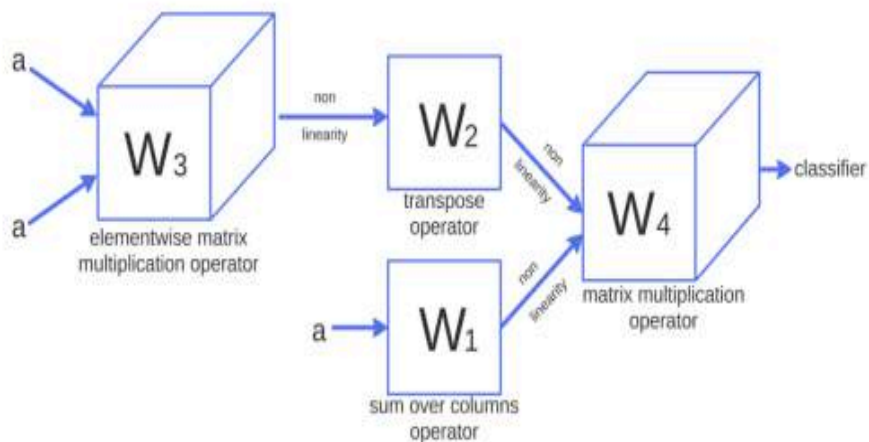 a
a
W3
elementwise matrix
multiplication operator
non
linearity
W2
transpose
operator
non
linearity
a
W1
sum over columns
operator
non
linearity
W4
matrix multiplication
operator
classifier